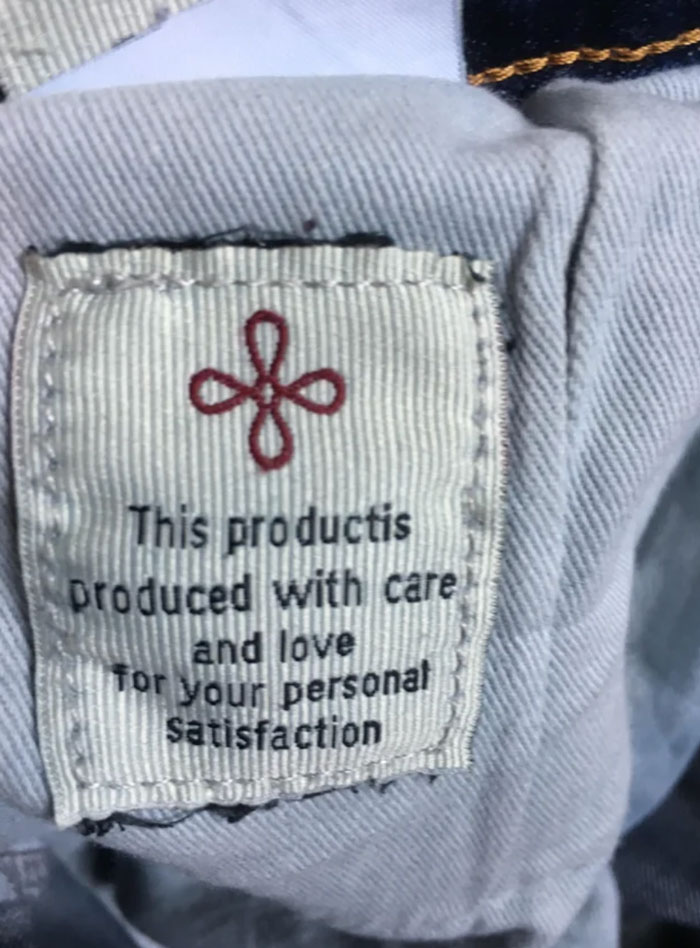 This productis
produced with care
and love
for your personal
satisfaction